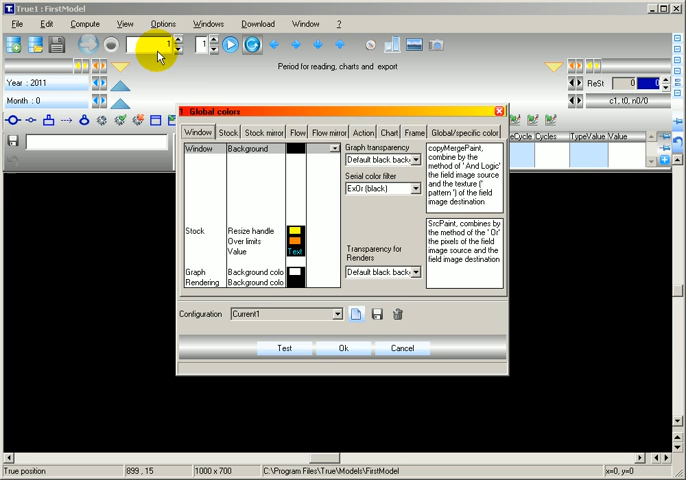 True1 : FirstModel
File Edit Compute View Options Windows Download Window ?
1 1
Period for reading, charts and export
Year : 2011
ReSt 0 0
Month : 0
c1, t0, n0/0
Cycles TypeValue Value
1 Global colors
Window Stock Stock mirror Flow Flow mirror Action Chart Frame Global/specific color
Window Background
Graph transparency
Default black back
Serial color filter
ExOr (black)
copyMergePaint,
combine by the
method of ' And Logic'
the field image source
and the texture ('
pattern ') of the field
image destination
Stock Resize handle
Over limits
Value Text
SrcPaint, combines by
the method of the ' Or'
the pixels of the field
image source and the
field image destination
Transparency for
Renders
Default black back
Graph Background colo
Rendering Background colo
Configuration Current1
Test Ok Cancel
True position 899 , 15 1000 x 700 C:\Program Files\True\Models\FirstModel x=0, y=0